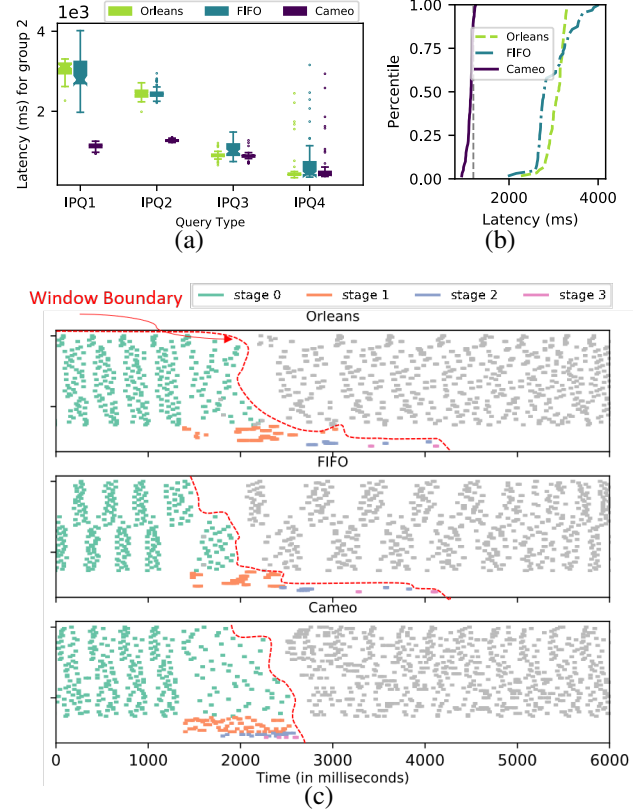 1e3
Orleans FIFO Cameo
Latency (ms) for group 2
4
2
IPQ1 IPQ2 IPQ3 IPQ4
Query Type
(a)
Percentile
1.00
0.75
0.50
0.25
0.00
Orleans
FIFO
Cameo
2000 4000
Latency (ms)
(b)
Window Boundary
stage 0 stage 1 stage 2 stage 3
Orleans
FIFO
Cameo
0 1000 2000 3000 4000 5000 6000
Time (in milliseconds)
(c)